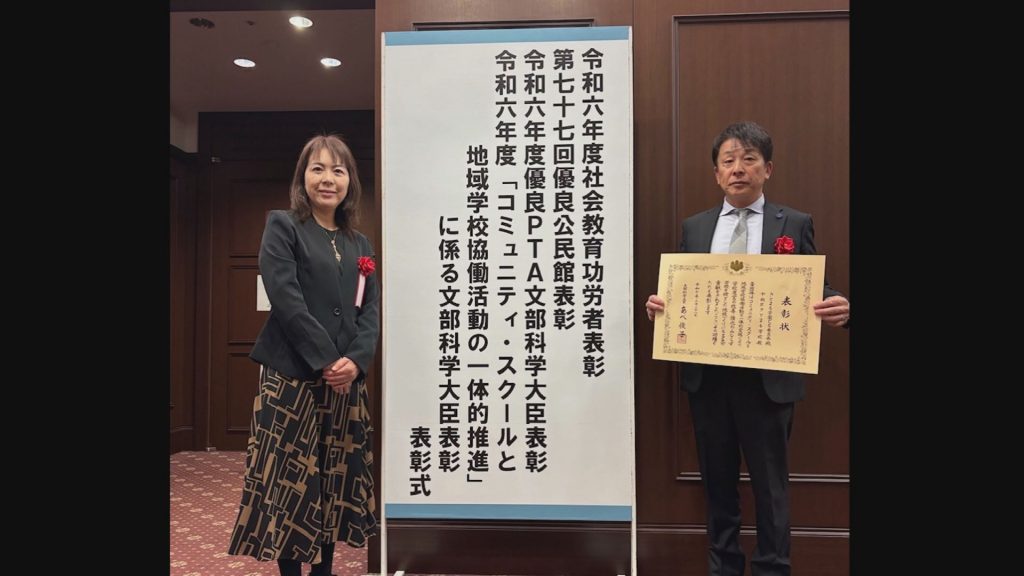 令和六年度社会教育功労者表彰
第七十七回優良公民館表彰
令和六年度優良ＰＴＡ文部科学大臣表彰
令和六年度「コミュニティ・スクールと
地域学校協働活動の一体的推進」
に係る文部科学大臣表彰
表彰式
表彰状